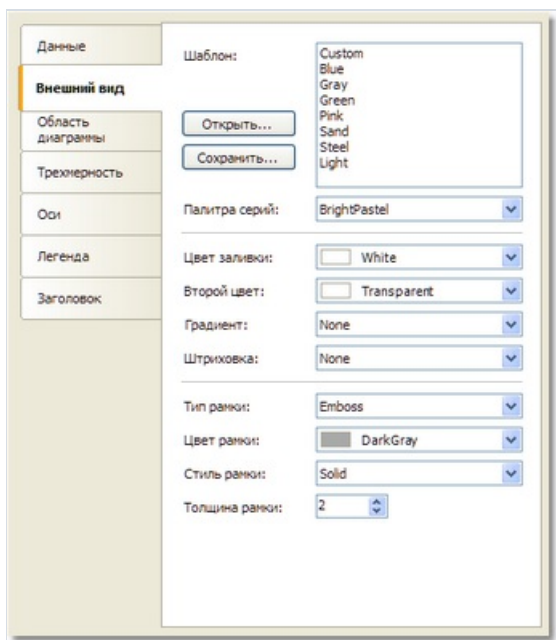 Данные
Внешний вид
Область
диаграммы
Трехмерность
Оси
Легенда
Заголовок
Шаблон:
Custom
Blue
Gray
Green
Pink
Sand
Steel
Light
Открыть...
Сохранить...
Палитра серий: BrightPastel
Цвет заливки: White
Второй цвет: Transparent
Градиент: None
Штриховка: None
Тип рамки: Emboss
Цвет рамки: DarkGray
Стиль рамки: Solid
Толщина рамки: 2